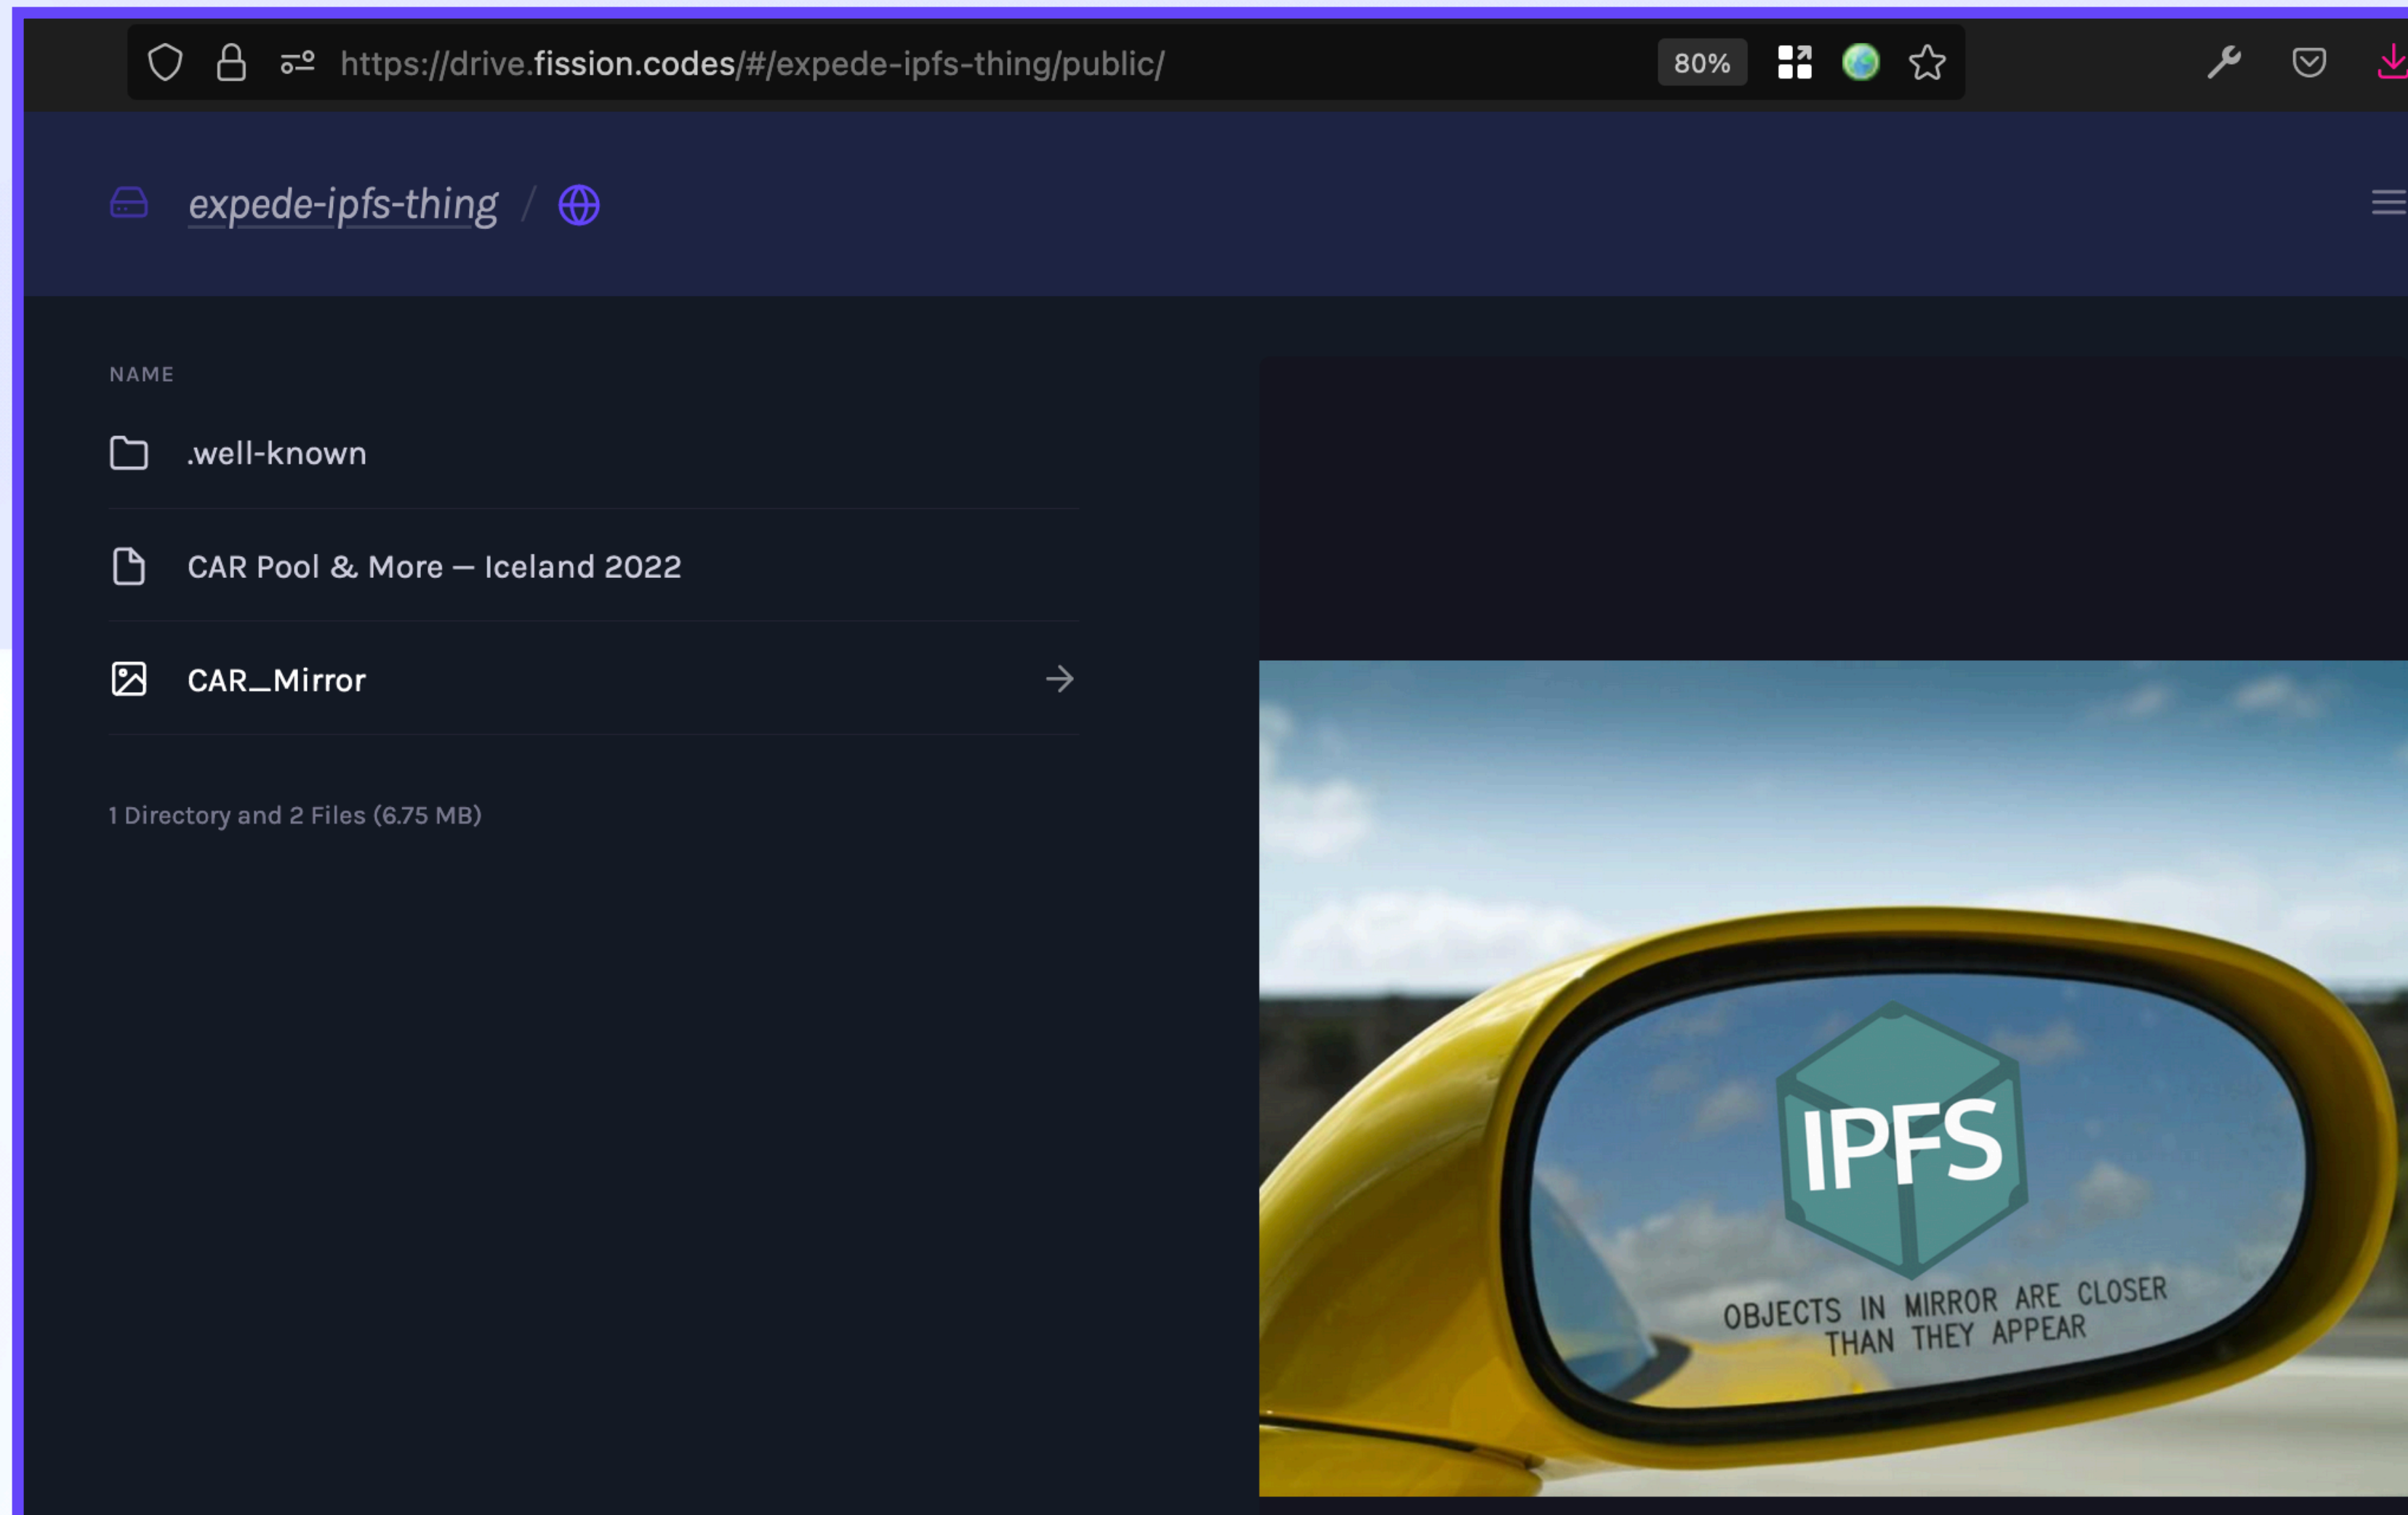 https://drive.fission.codes/#/expede-ipfs-thing/public/
80%
expede-ipfs-thing /
NAME
.well-known
CAR Pool & More — Iceland 2022
CAR_Mirror
1 Directory and 2 Files (6.75 MB)
IPFS
OBJECTS IN MIRROR ARE CLOSER
THAN THEY APPEAR